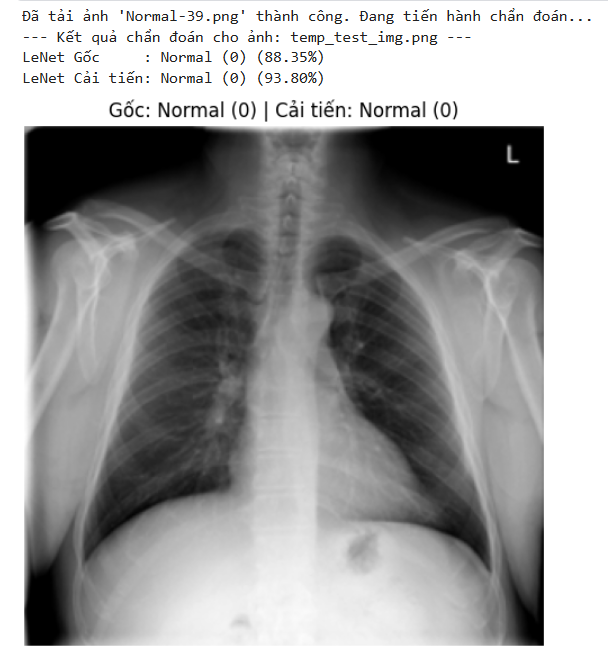 Đã tải ảnh 'Normal-39.png' thành công. Đang tiến hành chẩn đoán...
--- Kết quả chẩn đoán cho ảnh: temp_test_img.png ---
LeNet Gốc     : Normal (0) (88.35%)
LeNet Cải tiến: Normal (0) (93.80%)
Gốc: Normal (0) | Cải tiến: Normal (0)
L